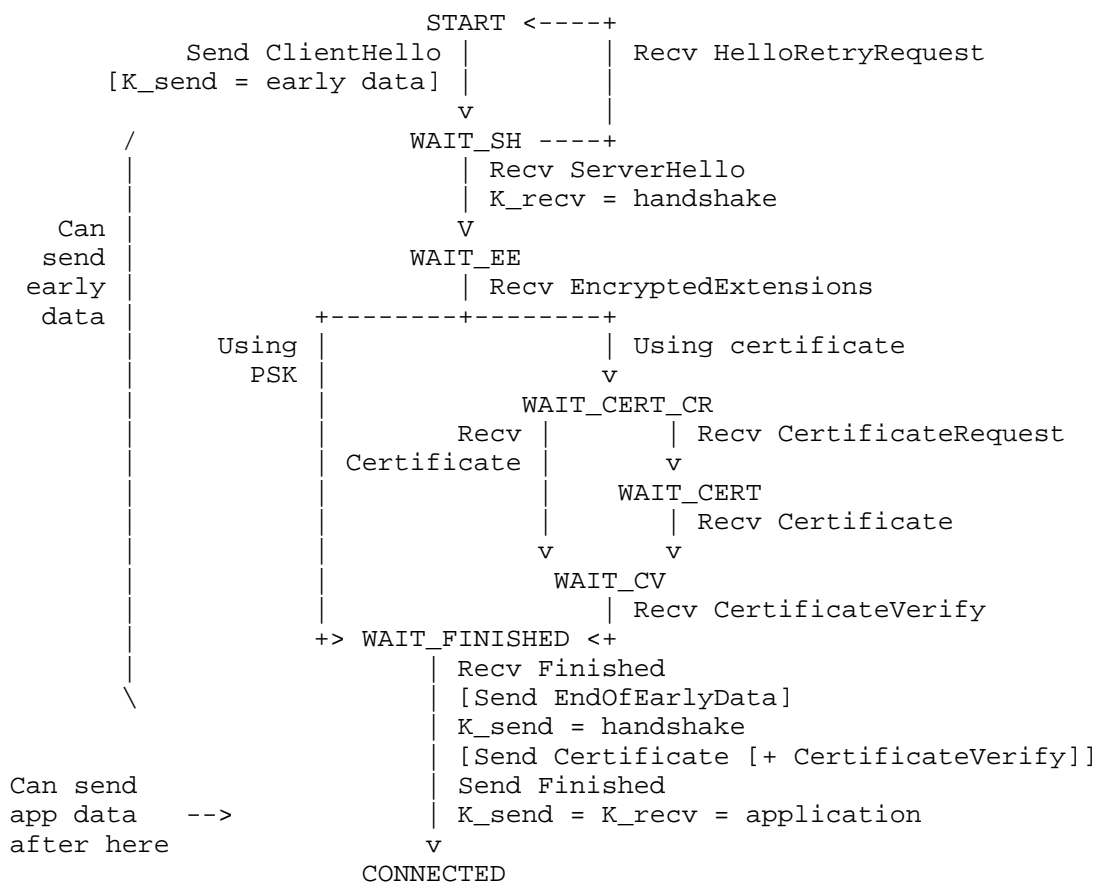 START <----+
Send ClientHello | | Recv HelloRetryRequest
[K_send = early data] | |
v |
/ WAIT_SH ----+
| | Recv ServerHello
| | K_recv = handshake
Can | V
send | WAIT_EE
early | | Recv EncryptedExtensions
data | +--------+--------+
| Using | | Using certificate
| PSK | v
| | WAIT_CERT_CR
| | Recv | | Recv CertificateRequest
| | Certificate | v
| | | WAIT_CERT
| | | | Recv Certificate
| | v v
| | WAIT_CV
| | | Recv CertificateVerify
| +> WAIT_FINISHED <+
| | Recv Finished
\ | [Send EndOfEarlyData]
| K_send = handshake
| [Send Certificate [+ CertificateVerify]]
Can send | Send Finished
app data --> | K_send = K_recv = application
after here v
CONNECTED